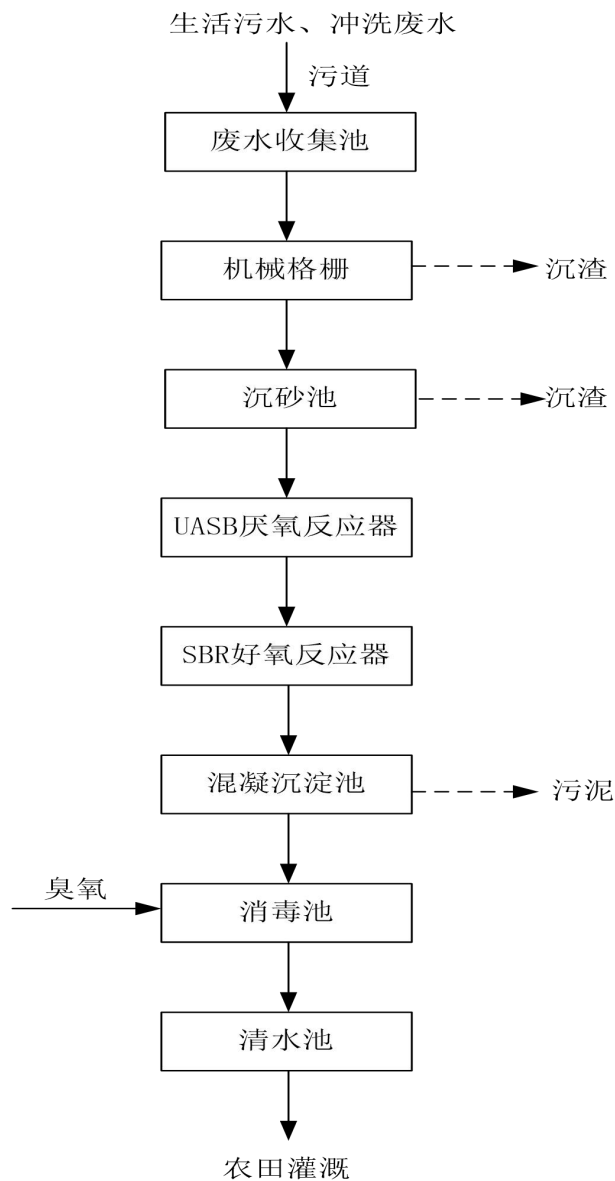 生活污水、冲洗废水
污道
废水收集池
机械格栅
沉渣
沉砂池
沉渣
UASB厌氧反应器
SBR好氧反应器
混凝沉淀池
污泥
臭氧
消毒池
清水池
农田灌溉